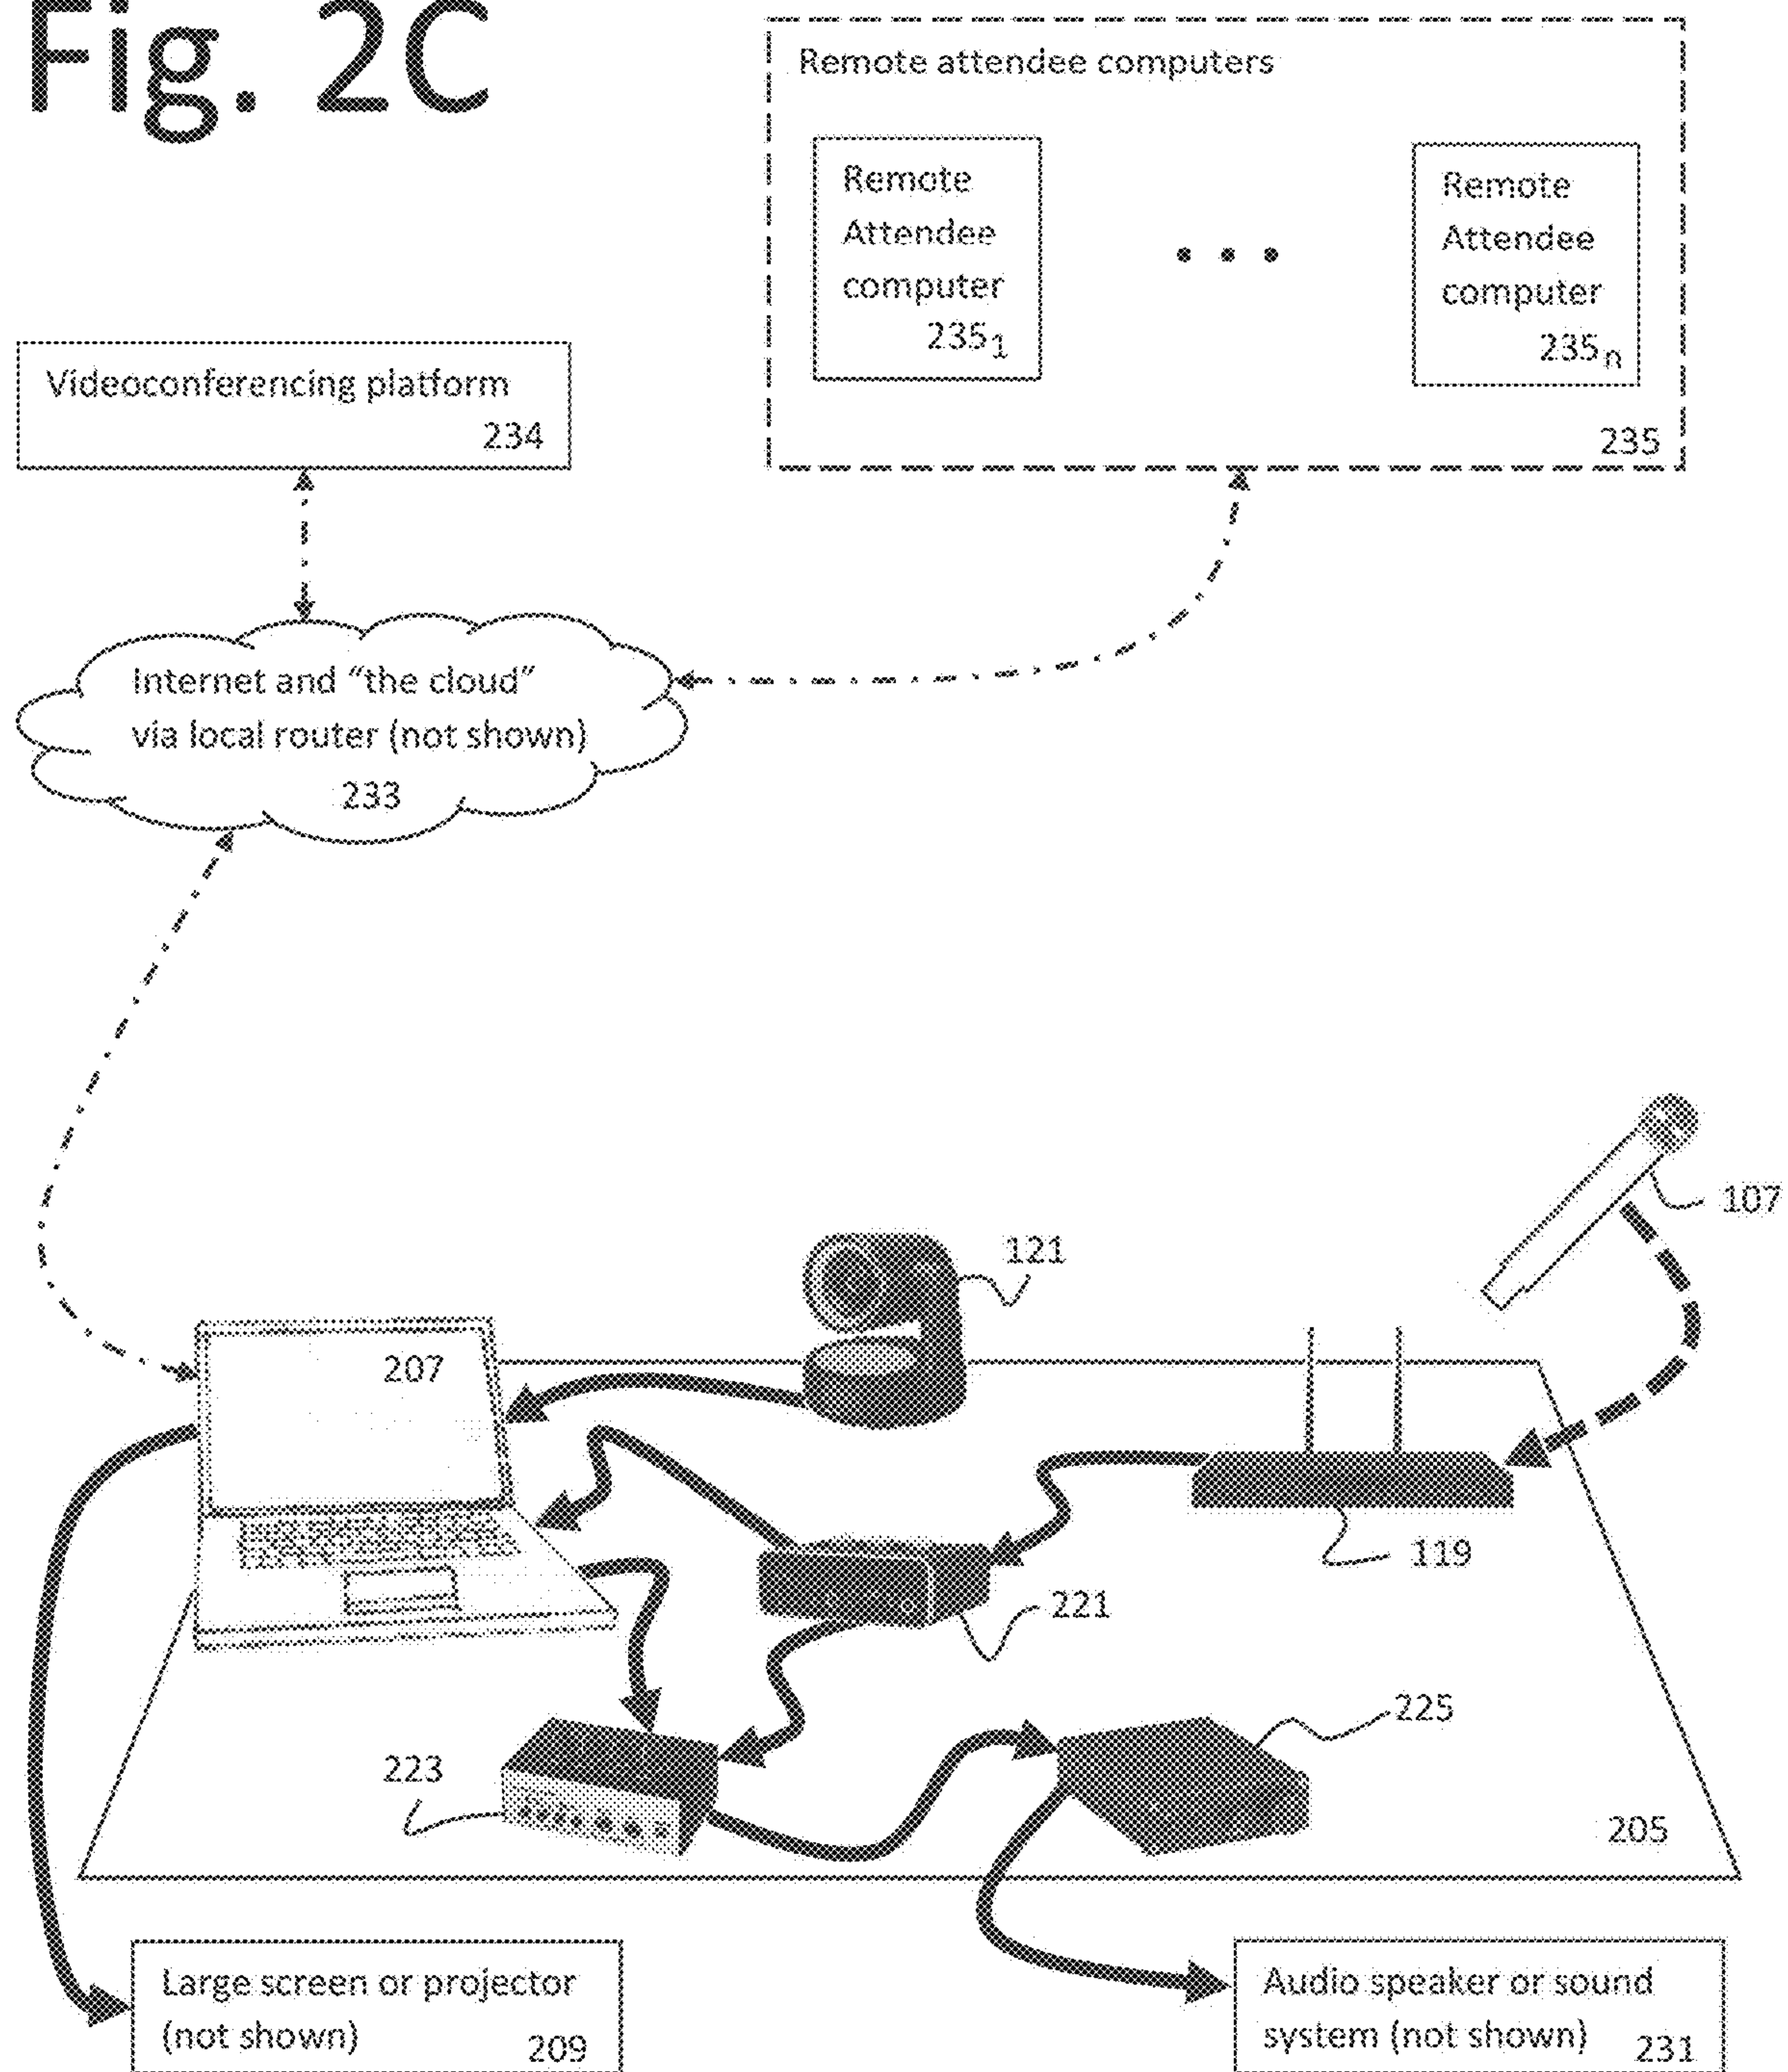 Fig. 2C
Remote attendee computers
Remote
Attendee
computer
235₁
. . .
Remote
Attendee
computer
235ₙ
235
Videoconferencing platform
234
Internet and “the cloud”
via local router (not shown)
233
107
121
207
119
221
225
223
205
Large screen or projector
(not shown)
209
Audio speaker or sound
system (not shown)
231